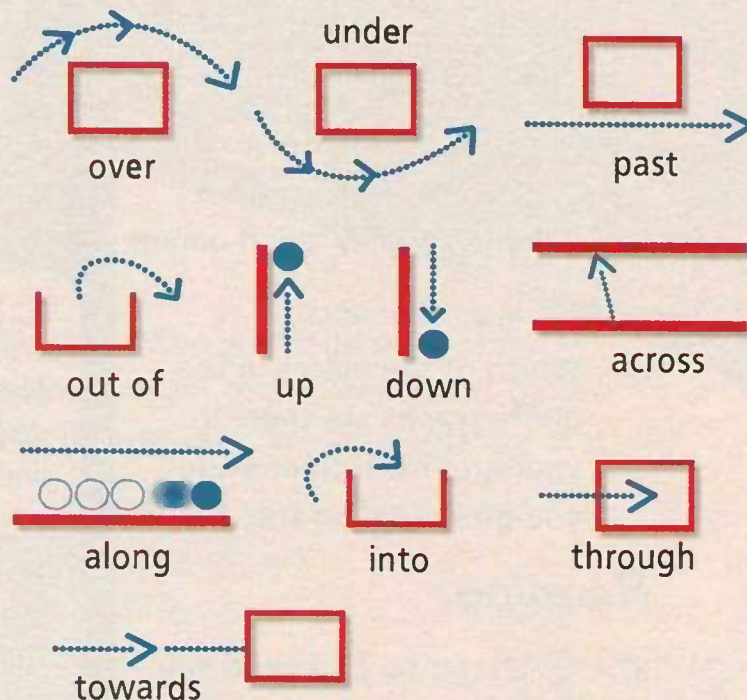 under
over
past
out of
up
down
across
along
into
through
towards